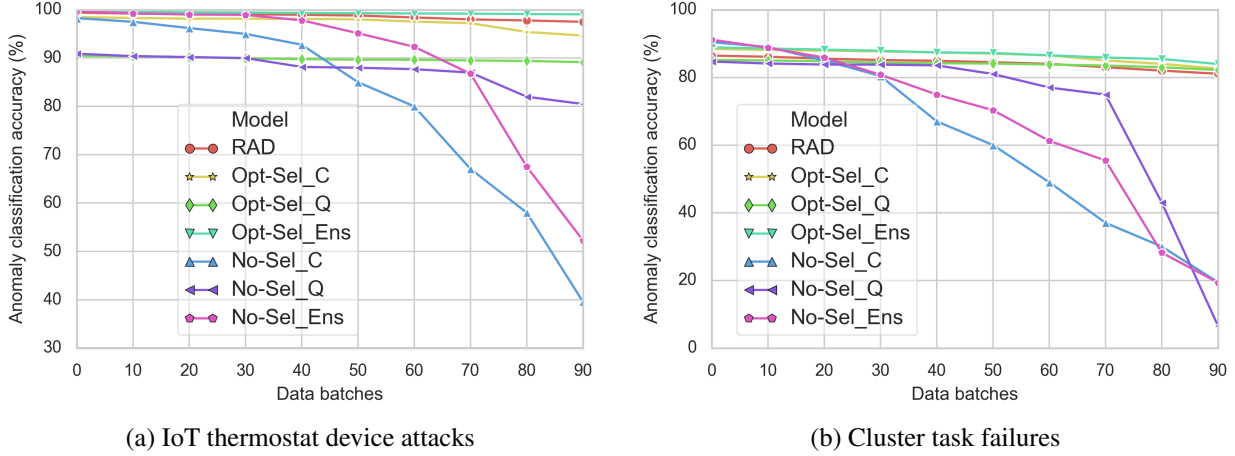 Anomaly classification accuracy (%)
100
90
80
70
60
50
40
30
Model
RAD
Opt-Sel_C
Opt-Sel_Q
Opt-Sel_Ens
No-Sel_C
No-Sel_Q
No-Sel_Ens
0 10 20 30 40 50 60 70 80 90
Data batches
(a) IoT thermostat device attacks
Anomaly classification accuracy (%)
100
80
60
40
20
0
Model
RAD
Opt-Sel_C
Opt-Sel_Q
Opt-Sel_Ens
No-Sel_C
No-Sel_Q
No-Sel_Ens
0 10 20 30 40 50 60 70 80 90
Data batches
(b) Cluster task failures